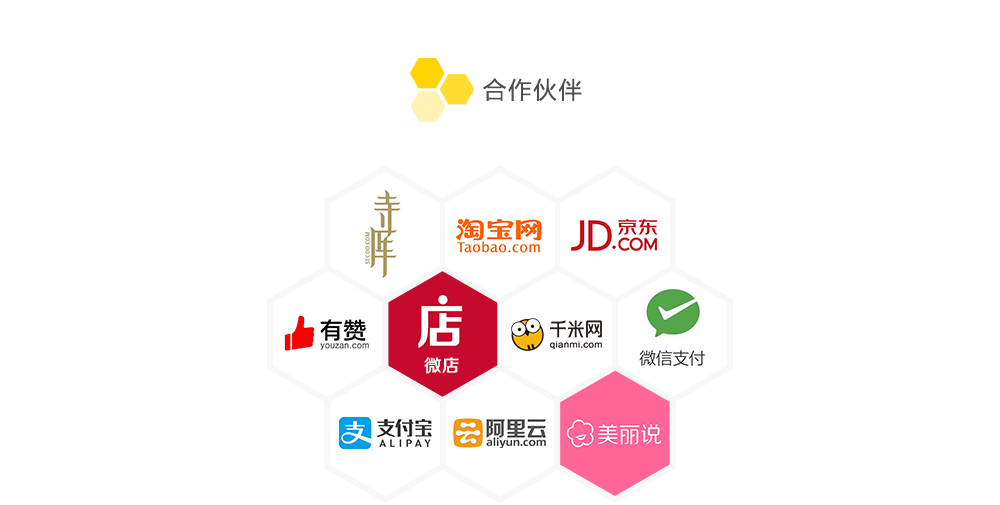 合作伙伴
寺库
SECOO.COM
淘宝网
Taobao.com
JD.京东
.COM
有赞
youzan.com
店
微店
千米网
qianmi.com
微信支付
支 支付宝
ALIPAY
阿里云
aliyun.com
美丽说